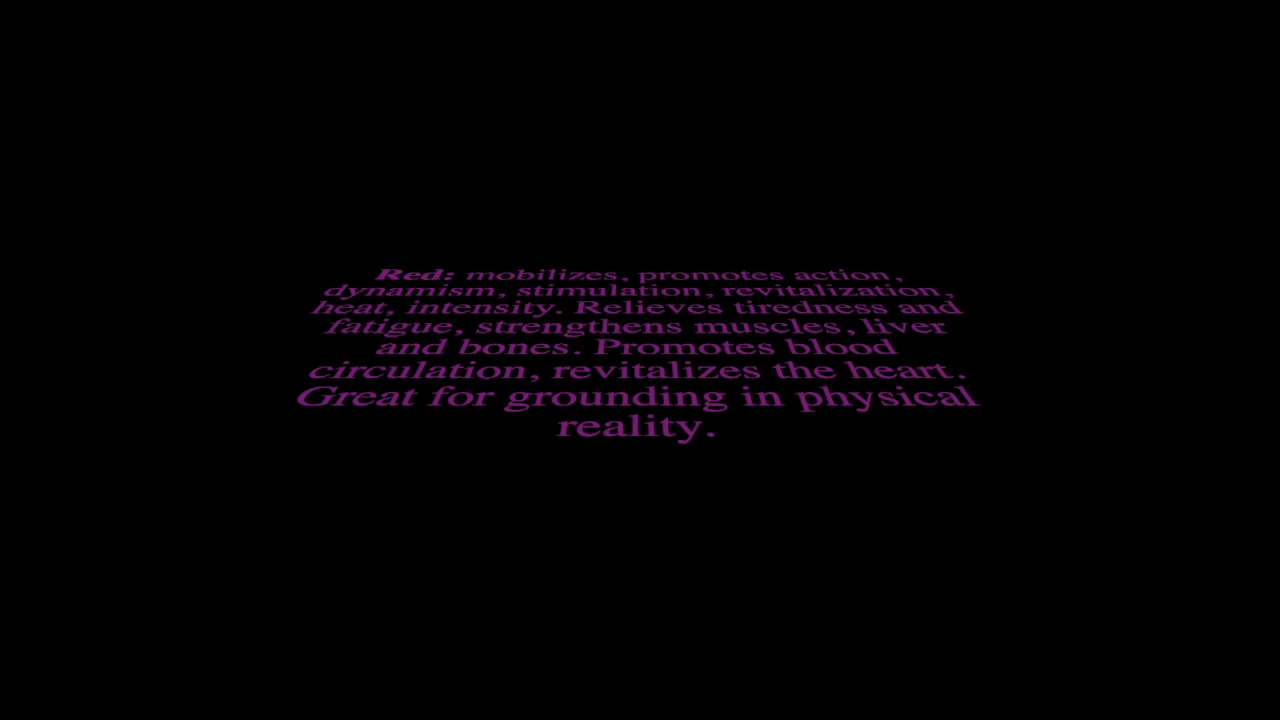 Red: mobilizes, promotes action,
dynamism, stimulation, revitalization,
heat, intensity. Relieves tiredness and
fatigue, strengthens muscles, liver
and bones. Promotes blood
circulation, revitalizes the heart.
Great for grounding in physical
reality.